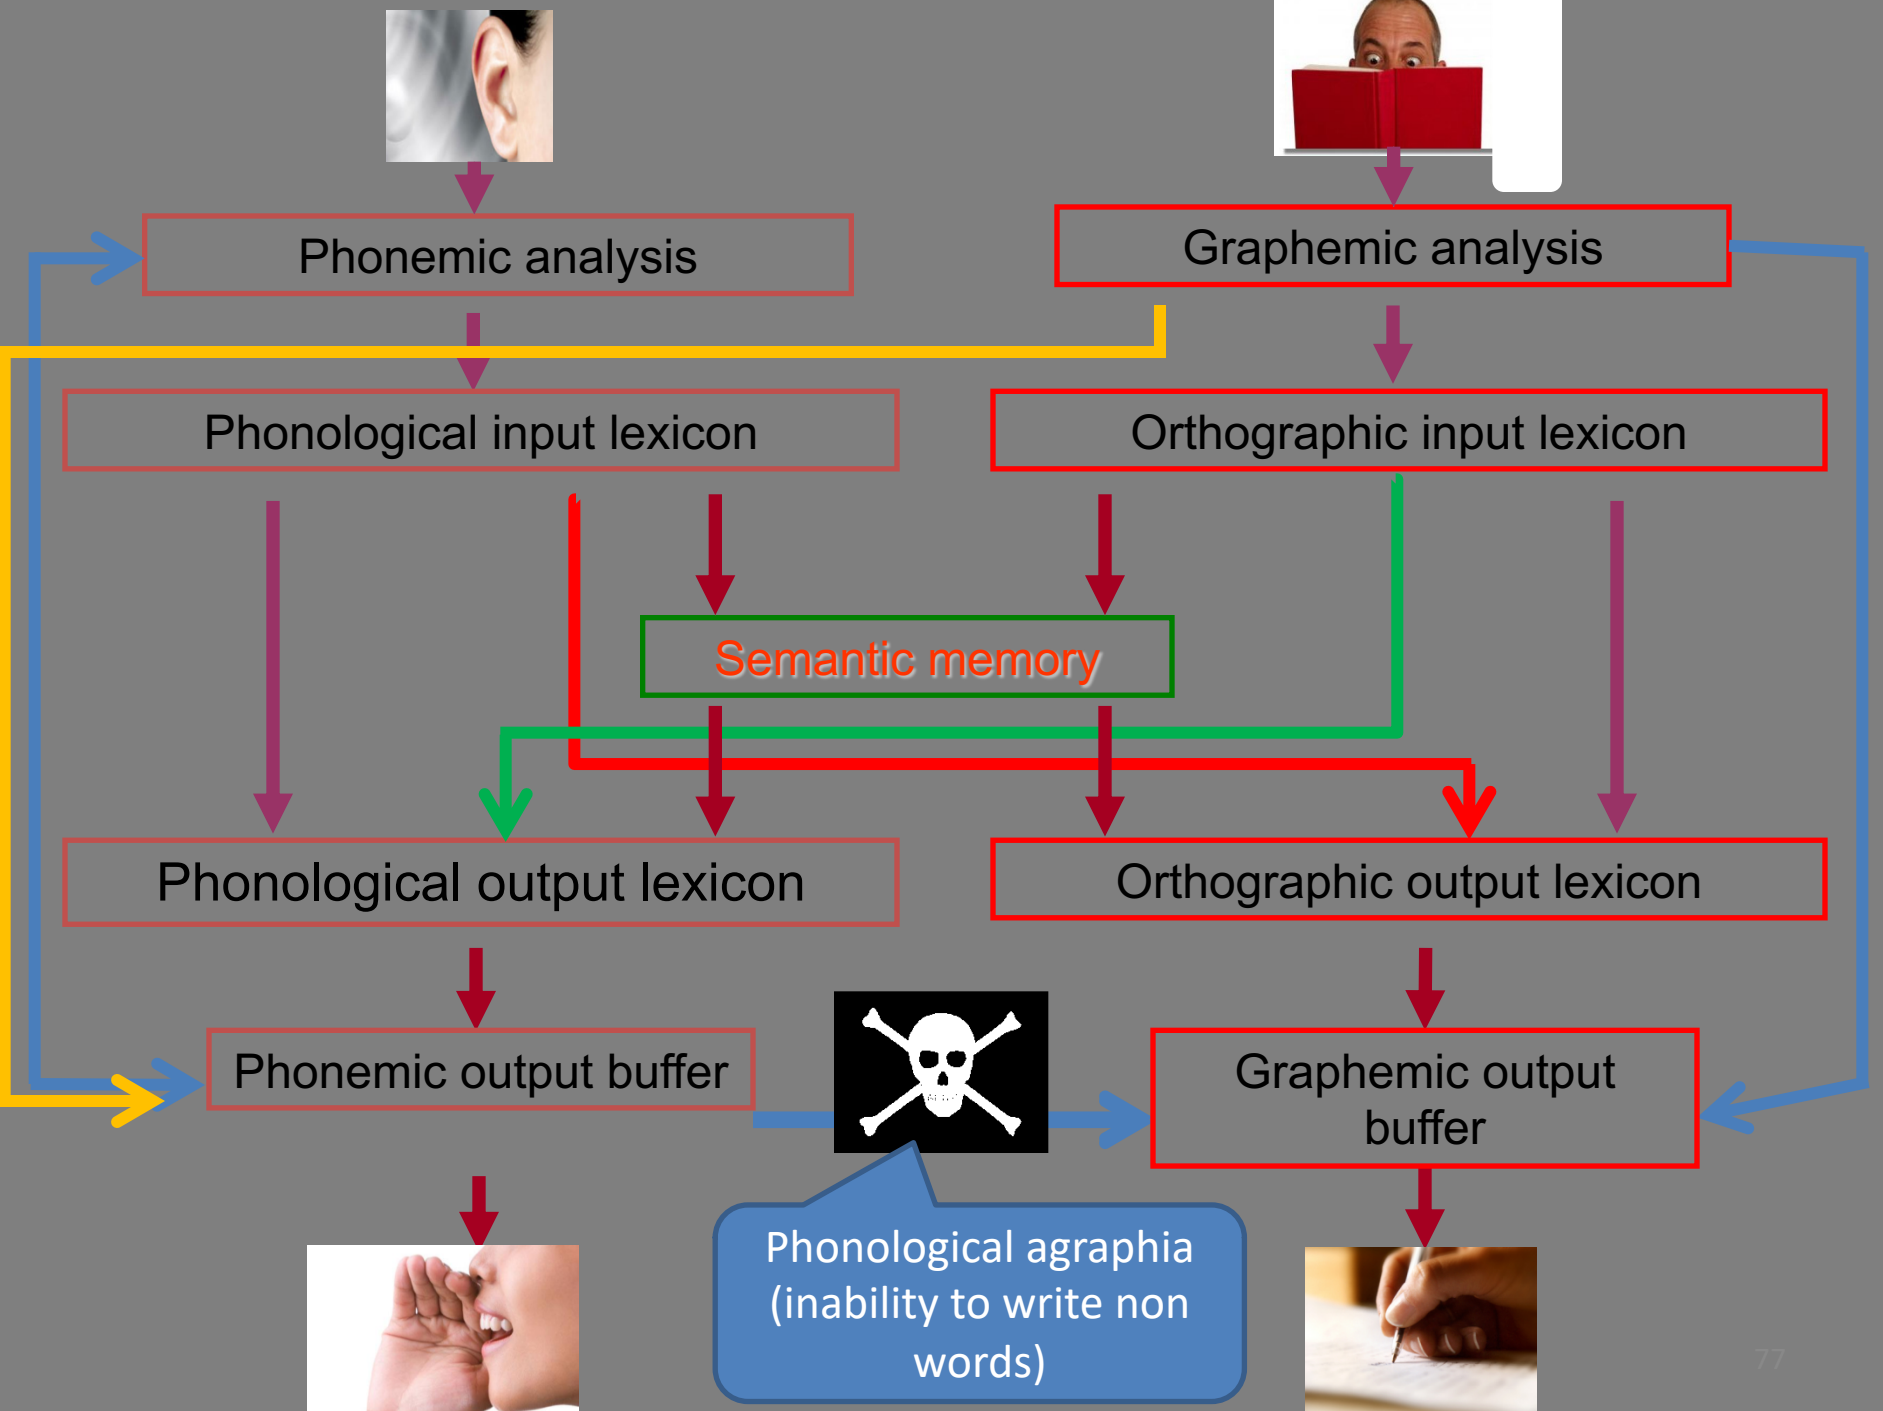 Phonemic analysis
Graphemic analysis
Phonological input lexicon
Orthographic input lexicon
Semantic memory
Phonological output lexicon
Orthographic output lexicon
Phonemic output buffer
Graphemic output
buffer
Phonological agraphia
(inability to write non
words)
77